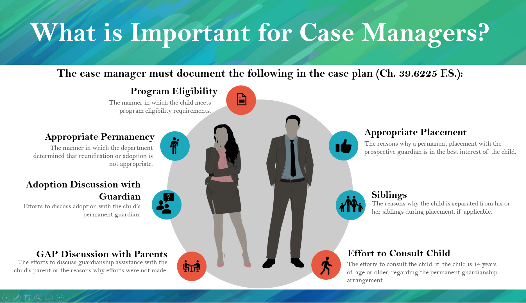 What is Important for Case Managers?
The case manager must document the following in the case plan (Ch. 39.6225 F.S.):
Program Eligibility
The manner in which the child meets
program eligibility requirements.
Appropriate Permanency
The manner in which the department
determined that reunification or adoption is
not appropriate.
Adoption Discussion with
Guardian
Efforts to discuss adoption with the child's
permanent guardian.
GAP Discussion with Parents
The efforts to discuss guardianship assistance with the
child's parent or the reasons why efforts were not made.
Appropriate Placement
The reasons why a permanent placement with the
prospective guardian is in the best interest of the child.
Siblings
The reasons why the child is separated from his or
her siblings during placement, if applicable.
Effort to Consult Child
The efforts to consult the child if the child is 14 years
of age or older, regarding the permanent guardianship
arrangement.